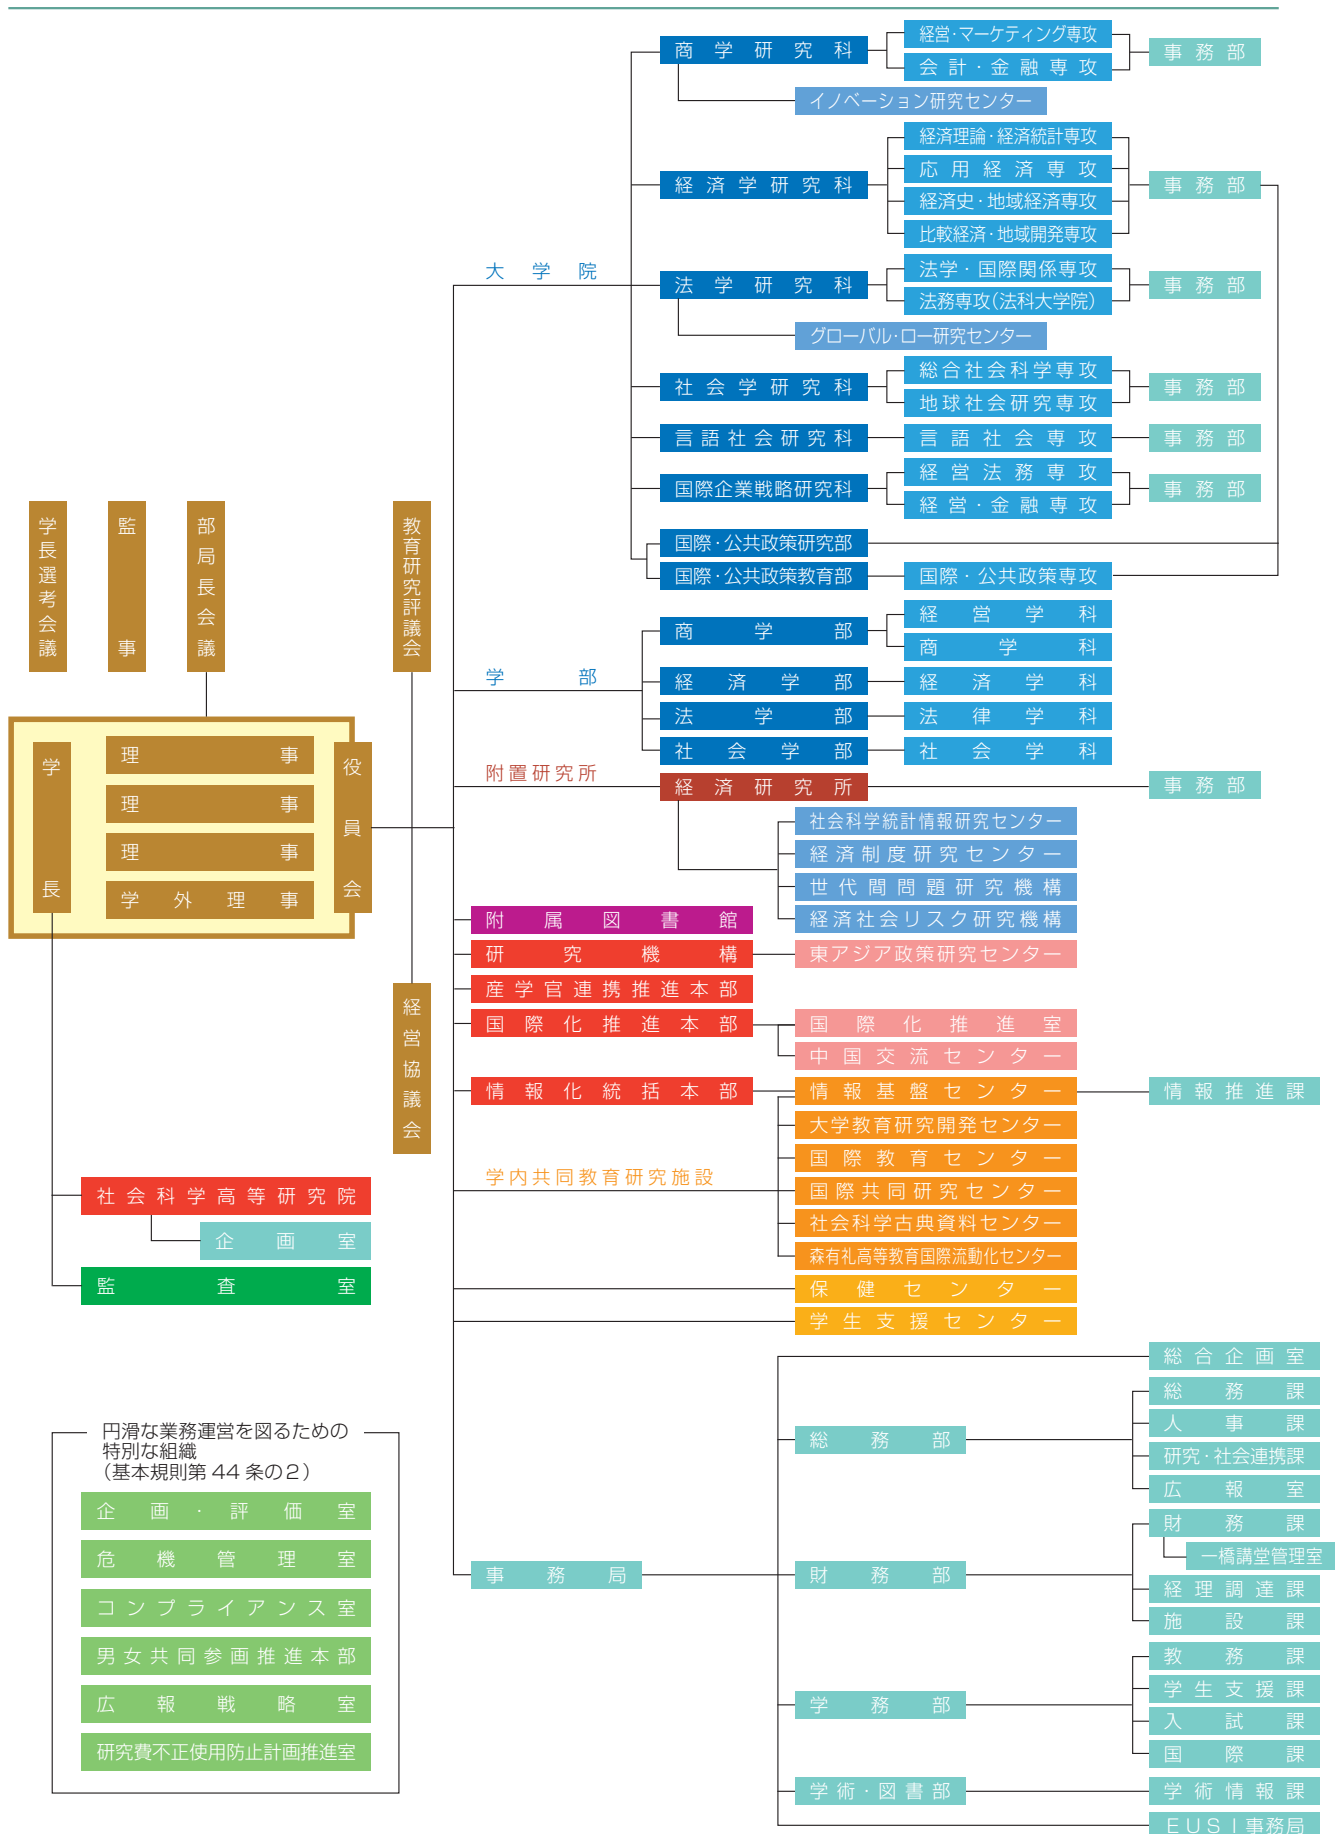 商学研究科
経営・マーケティング専攻
会計・金融専攻
事務部
イノベーション研究センター
経済学研究科
経済理論・経済統計専攻
応用経済専攻
経済史・地域経済専攻
比較経済・地域開発専攻
事務部
大学院
法学研究科
法学・国際関係専攻
法務専攻(法科大学院)
事務部
グローバル・ロー研究センター
社会学研究科
総合社会科学専攻
地球社会研究専攻
事務部
言語社会研究科
言語社会専攻
事務部
国際企業戦略研究科
経営法務専攻
経営・金融専攻
事務部
国際・公共政策研究部
国際・公共政策教育部
国際・公共政策専攻
学長選考会議
監事
部局長会議
教育研究評議会
学部
商学部
経営学科
商学科
経済学部
経済学科
法学部
法律学科
社会学部
社会学科
学長
理事
理事
理事
学外理事
役員会
附置研究所
経済研究所
事務部
社会科学統計情報研究センター
経済制度研究センター
世代間問題研究機構
経済社会リスク研究機構
附属図書館
研究機構
東アジア政策研究センター
産学官連携推進本部
国際化推進本部
国際化推進室
中国交流センター
経営協議会
情報化統括本部
情報基盤センター
情報推進課
大学教育研究開発センター
国際教育センター
学内共同教育研究施設
国際共同研究センター
社会科学古典資料センター
森有礼高等教育国際流動化センター
社会科学高等研究院
企画室
監査室
保健センター
学生支援センター
円滑な業務運営を図るための
特別な組織
(基本規則第44条の2)
企画・評価室
危機管理室
コンプライアンス室
男女共同参画推進本部
広報戦略室
研究費不正使用防止計画推進室
事務局
総合企画室
総務部
総務課
人事課
研究・社会連携課
広報室
財務部
財務課
一橋講堂管理室
経理調達課
施設課
学務部
教務課
学生支援課
入試課
国際課
学術・図書部
学術情報課
EUSI事務局